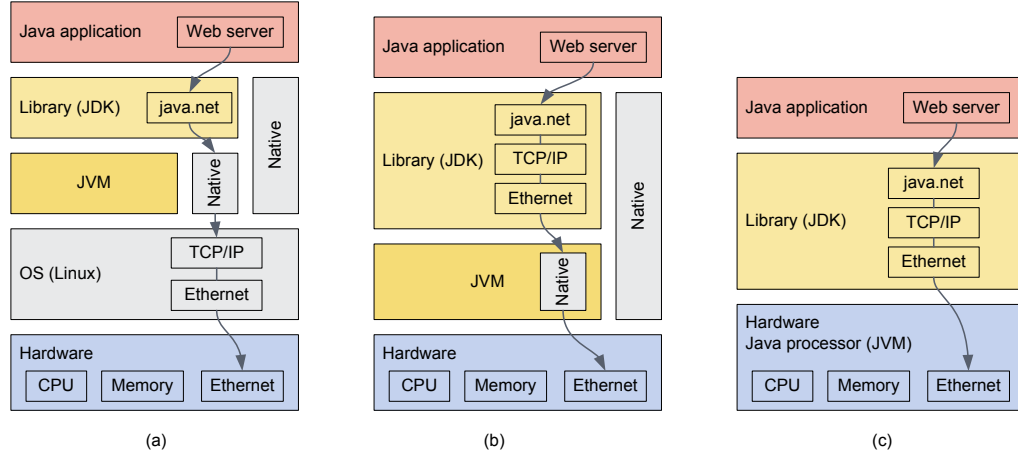 Java application
Web server
Library (JDK)
java.net
Native
JVM
Native
OS (Linux)
TCP/IP
Ethernet
Hardware
CPU
Memory
Ethernet
(a)
Java application
Web server
Library (JDK)
java.net
TCP/IP
Ethernet
Native
JVM
Native
Hardware
CPU
Memory
Ethernet
(b)
Java application
Web server
Library (JDK)
java.net
TCP/IP
Ethernet
Hardware
Java processor (JVM)
CPU
Memory
Ethernet
(c)